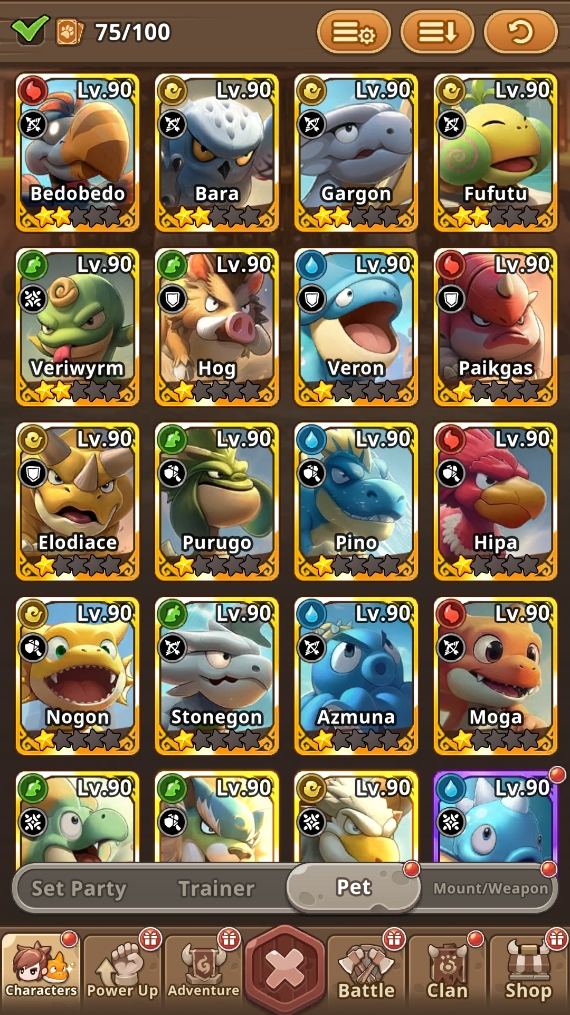 75/100
Lv.90 Lv.90 Lv.90 Lv.90
Bedobedo Bara Gargon Fufutu
Lv.90 Lv.90 Lv.90 Lv.90
Veriwyrm Hog Veron Paikgas
Lv.90 Lv.90 Lv.90 Lv.90
Elodiace Purugo Pino Hipa
Lv.90 Lv.90 Lv.90 Lv.90
Nogon Stonegon Azmuna Moga
Lv.90 Lv.90 Lv.90 Lv.90
Set Party Trainer Pet Mount/Weapon
Characters Power Up Adventure Battle Clan Shop